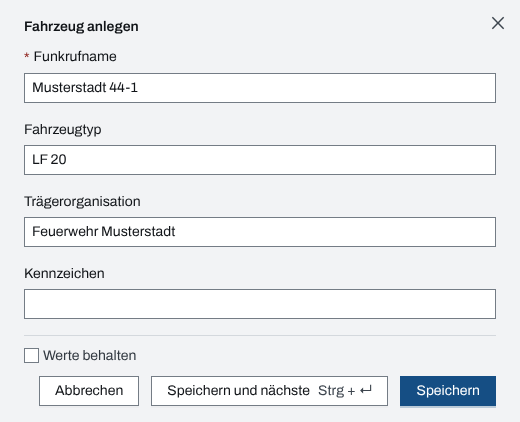 Fahrzeug anlegen
* Funkrufname
Musterstadt 44-1
Fahrzeugtyp
LF 20
Trägerorganisation
Feuerwehr Musterstadt
Kennzeichen
Werte behalten
Abbrechen
Speichern und nächste Strg + ↵
Speichern